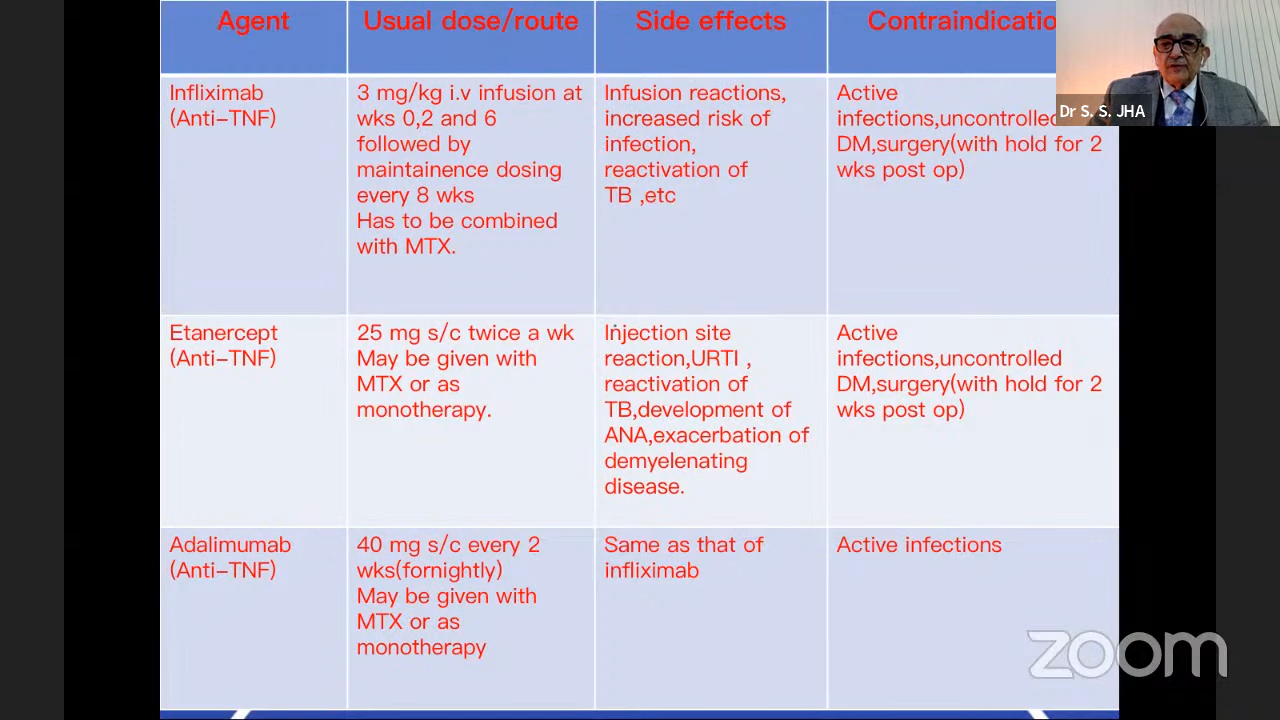 Agent
Usual dose/route
Side effects
Contraindicatio
Infliximab
(Anti-TNF)
3 mg/kg i.v infusion at
wks 0,2 and 6
followed by
maintainence dosing
every 8 wks
Has to be combined
with MTX.
Infusion reactions,
increased risk of
infection,
reactivation of
TB ,etc
Active
infections,uncontrolled
DM,surgery(with hold for 2
wks post op)
Etanercept
(Anti-TNF)
25 mg s/c twice a wk
May be given with
MTX or as
monotherapy.
Injection site
reaction,URTI ,
reactivation of
TB,development of
ANA,exacerbation of
demyelenating
disease.
Active
infections,uncontrolled
DM,surgery(with hold for 2
wks post op)
Adalimumab
(Anti-TNF)
40 mg s/c every 2
wks(fornightly)
May be given with
MTX or as
monotherapy
Same as that of
infliximab
Active infections
Dr S. S. JHA
zoom